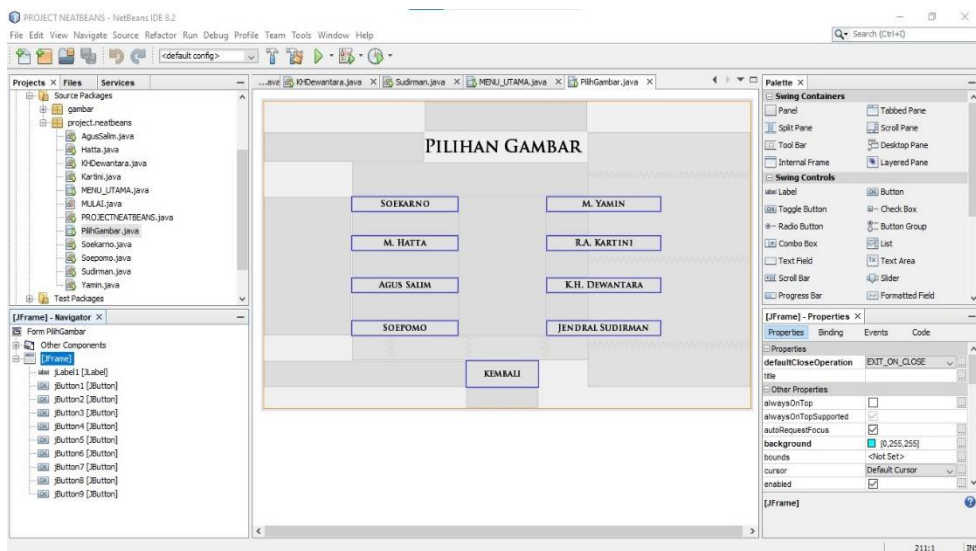 PROJECT NEATBEANS - NetBeans IDE 8.2
File Edit View Navigate Source Refactor Run Debug Profile Team Tools Window Help
Search (Ctrl+I)
<default config>
Projects Files Services
Source Packages
gambar
project.neatbeans
AgusSalim.java
Hatta.java
KHDewantara.java
Kartini.java
MENU_UTAMA.java
MULAI.java
PROJECTNEATBEANS.java
PilihGambar.java
Soekarno.java
Soepomo.java
Sudirman.java
Yamin.java
Test Packages
[JFrame] - Navigator
Form PilihGambar
Other Components
[JFrame]
jLabel1 [JLabel]
jButton1 [JButton]
jButton2 [JButton]
jButton3 [JButton]
jButton4 [JButton]
jButton5 [JButton]
jButton6 [JButton]
jButton7 [JButton]
jButton8 [JButton]
jButton9 [JButton]
...ava KHDewantara.java Sudirman.java MENU_UTAMA.java PilihGambar.java
PILIHAN GAMBAR
SOEKARNO M. YAMIN
M. HATTA R.A. KARTINI
AGUS SALIM K.H. DEWANTARA
SOEPOMO JENDRAL SUDIRMAN
KEMBALI
Palette
Swing Containers
Panel Tabbed Pane
Split Pane Scroll Pane
Tool Bar Desktop Pane
Internal Frame Layered Pane
Swing Controls
label Label OK Button
ON Toggle Button Check Box
Radio Button Button Group
Combo Box List
Text Field Text Area
Scroll Bar Slider
Progress Bar Formatted Field
[JFrame] - Properties
Properties Binding Events Code
Properties
defaultCloseOperation EXIT_ON_CLOSE
title
Other Properties
alwaysOnTop
alwaysOnTopSupported
autoRequestFocus
background [0,255,255]
bounds <Not Set>
cursor Default Cursor
enabled
[JFrame]
211:1 INS